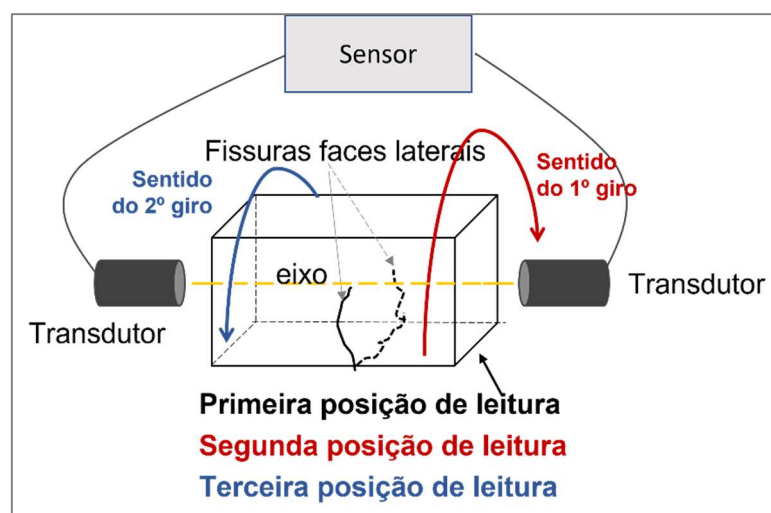 Sensor
Fissuras faces laterais
Sentido
do 2º giro
Sentido
do 1º giro
eixo
Transdutor
Transdutor
Primeira posição de leitura
Segunda posição de leitura
Terceira posição de leitura